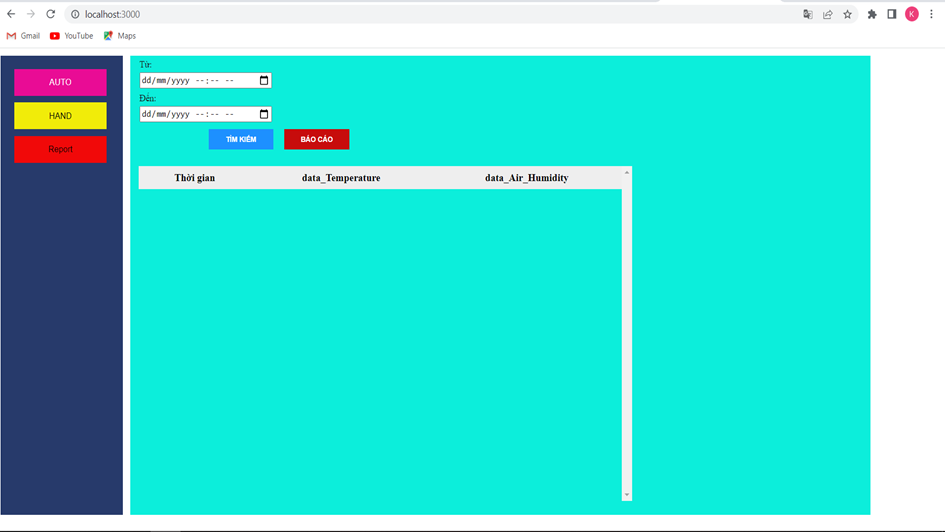 localhost:3000
K
Gmail YouTube Maps
AUTO
HAND
Report
Từ:
dd/mm/yyyy --:-- --
Đến:
dd/mm/yyyy --:-- --
TÌM KIẾM BÁO CÁO
Thời gian data_Temperature data_Air_Humidity